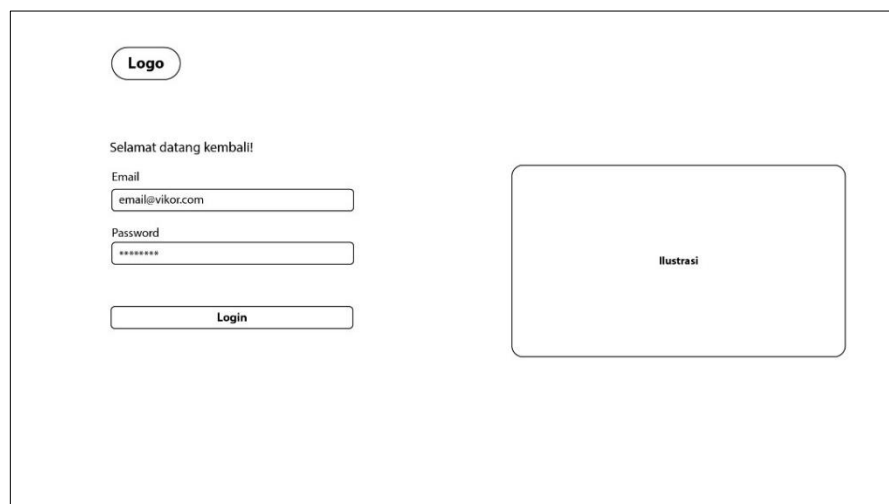 Logo
Selamat datang kembali!
Email
email@vikor.com
Password
********
Login
Ilustrasi